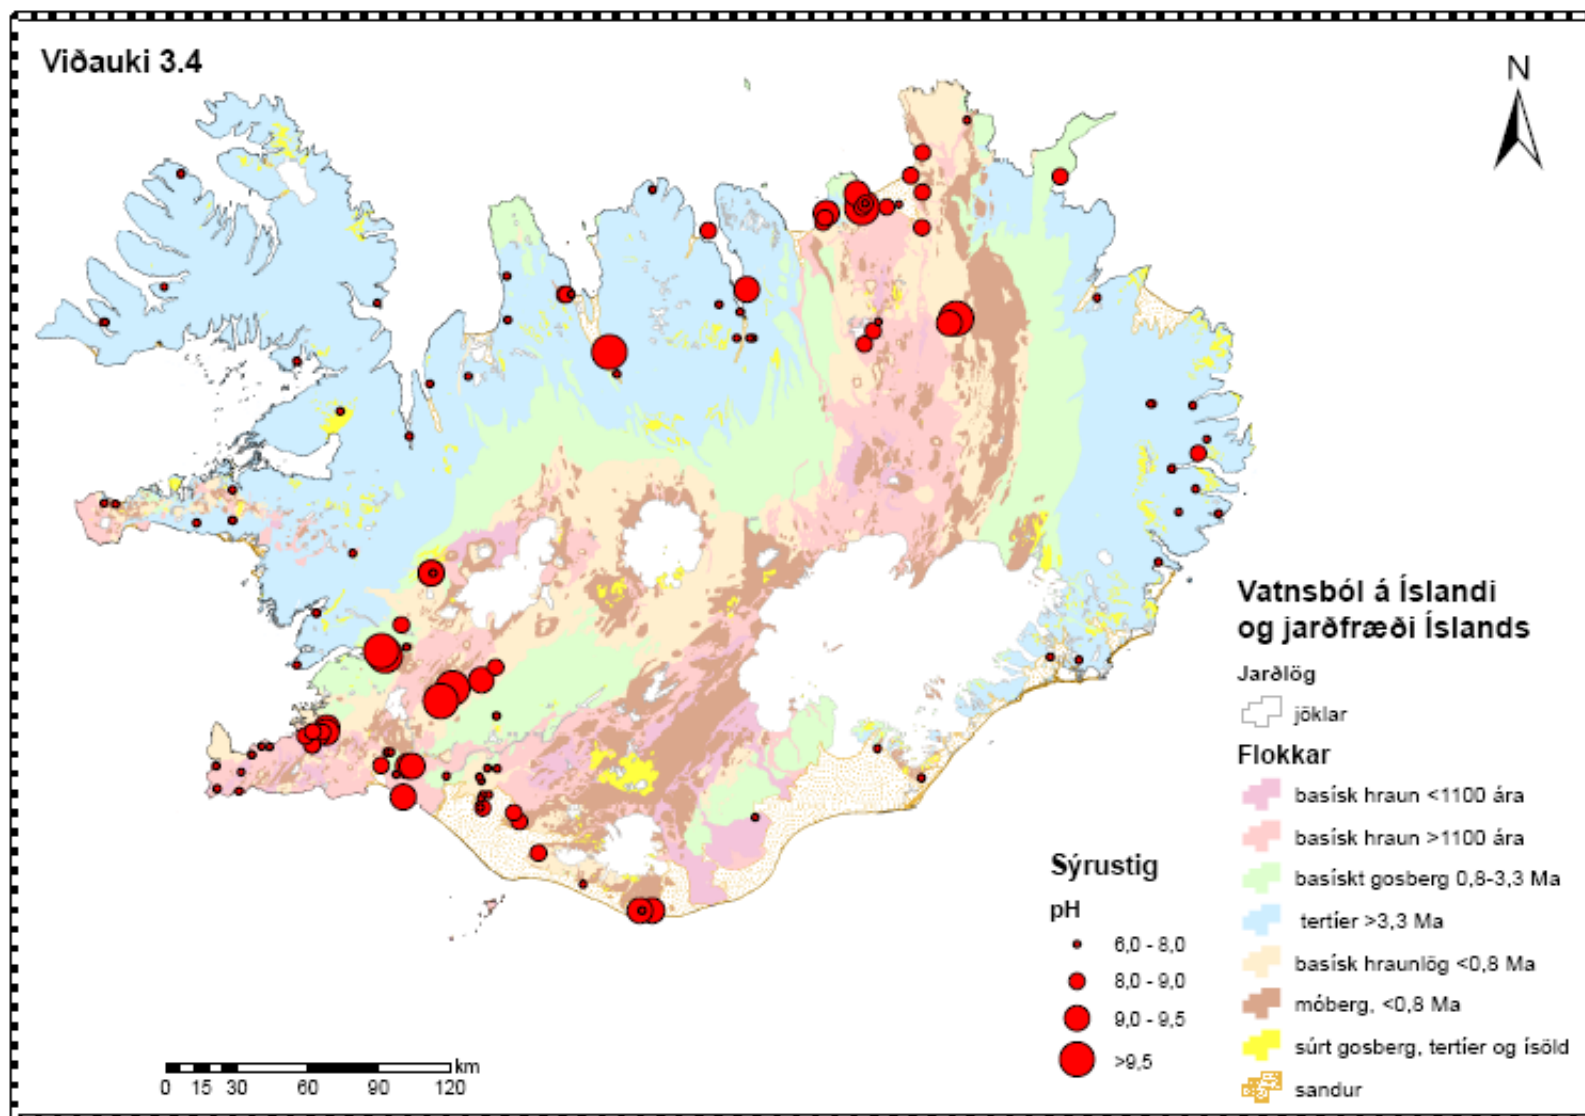 Viðauki 3.4
N
Vatnsból á Íslandi
og jarðfræði Íslands
Jarðlög
jöklar
Flokkar
basísk hraun <1100 ára
basísk hraun >1100 ára
basískt gosberg 0,8-3,3 Ma
tertíer >3,3 Ma
basísk hraunlög <0,8 Ma
móberg, <0,8 Ma
súrt gosberg, tertíer og ísöld
sandur
Sýrustig
pH
6,0 - 8,0
8,0 - 9,0
9,0 - 9,5
>9,5
km
0 15 30 60 90 120